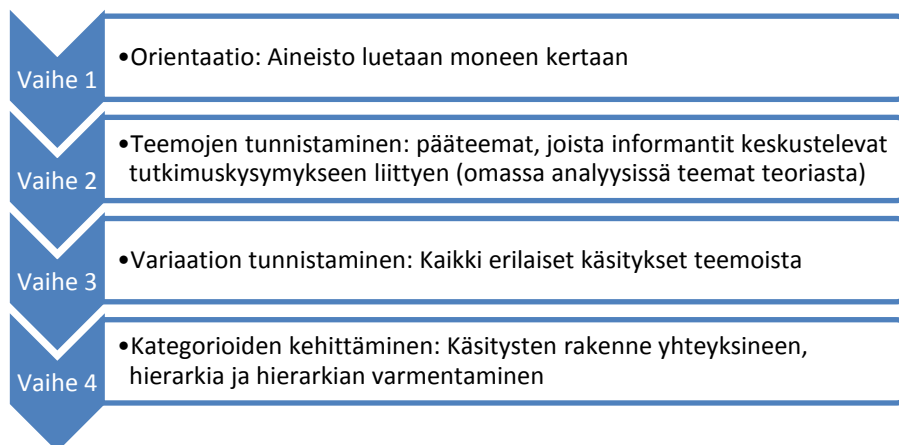 Vaihe 1
•Orientaatio: Aineisto luetaan moneen kertaan
Vaihe 2
•Teemojen tunnistaminen: pääteemat, joista informantit keskustelevat
tutkimuskysymykseen liittyen (omassa analyysissä teemat teoriasta)
Vaihe 3
•Variaation tunnistaminen: Kaikki erilaiset käsitykset teemoista
Vaihe 4
•Kategorioiden kehittäminen: Käsitysten rakenne yhteyksineen,
hierarkia ja hierarkian varmentaminen